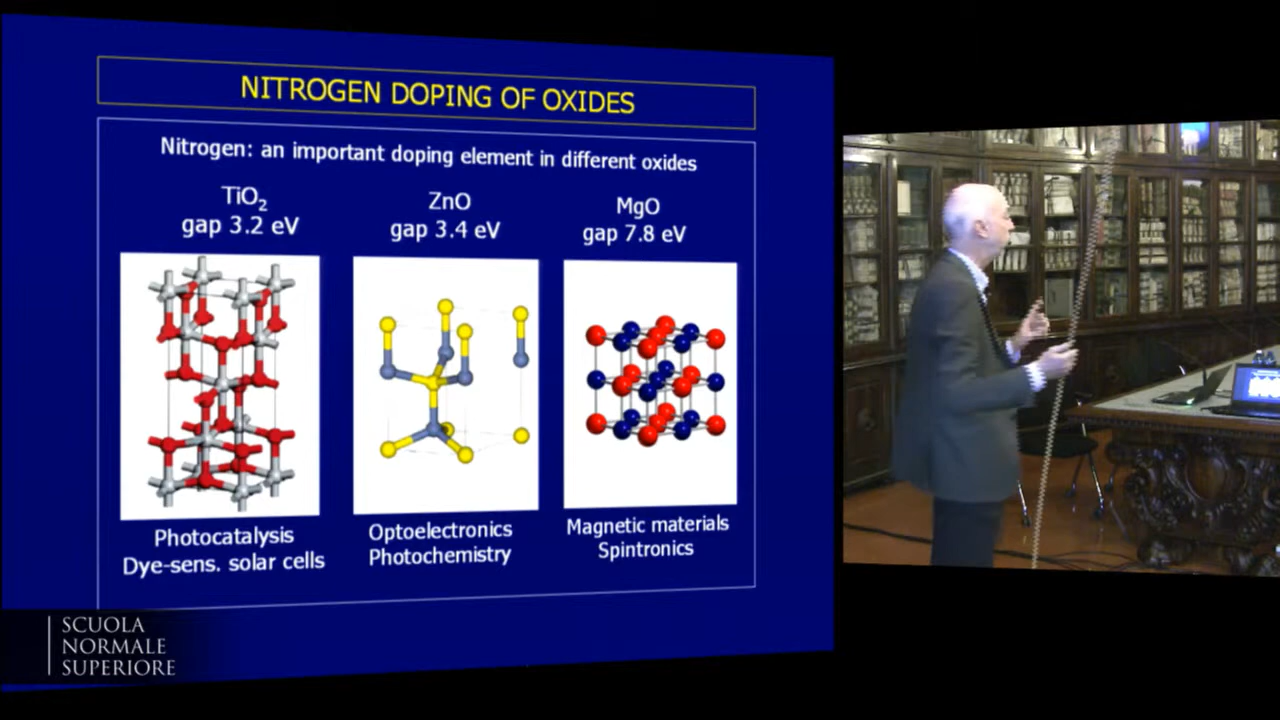 NITROGEN DOPING OF OXIDES
Nitrogen: an important doping element in different oxides
TiO₂
gap 3.2 eV
ZnO
gap 3.4 eV
MgO
gap 7.8 eV
Photocatalysis
Dye-sens. solar cells
Optoelectronics
Photochemistry
Magnetic materials
Spintronics
SCUOLA
NORMALE
SUPERIORE